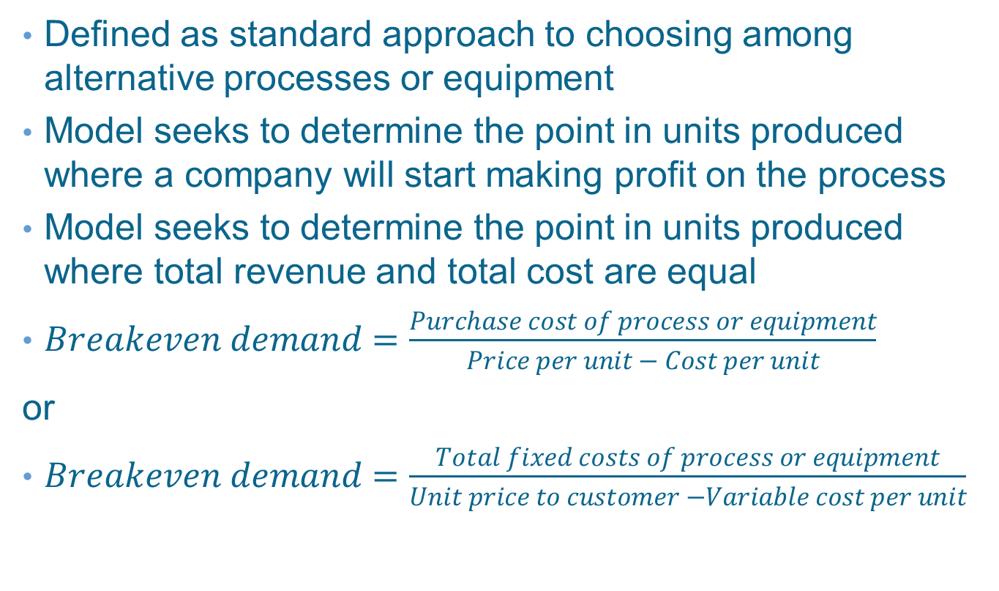 • Defined as standard approach to choosing among
alternative processes or equipment
• Model seeks to determine the point in units produced
where a company will start making profit on the process
• Model seeks to determine the point in units produced
where total revenue and total cost are equal
• Breakeven demand = Purchase cost of process or equipment
Price per unit − Cost per unit
or
• Breakeven demand = Total fixed costs of process or equipment
Unit price to customer −Variable cost per unit